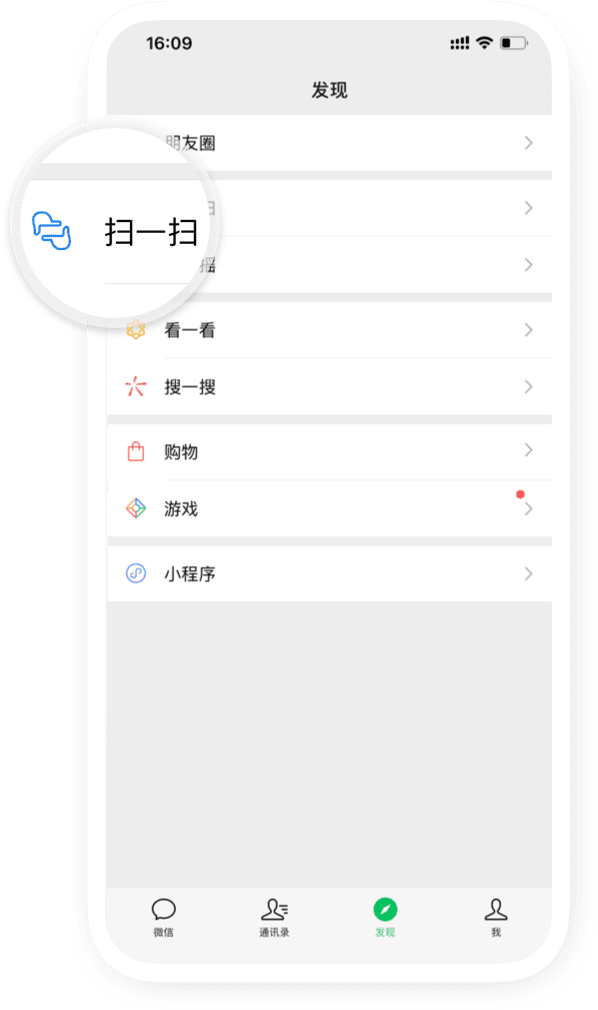 16:09
发现
朋友圈
扫一扫
摇
看一看
搜一搜
购物
游戏
小程序
微信
通讯录
发现
我